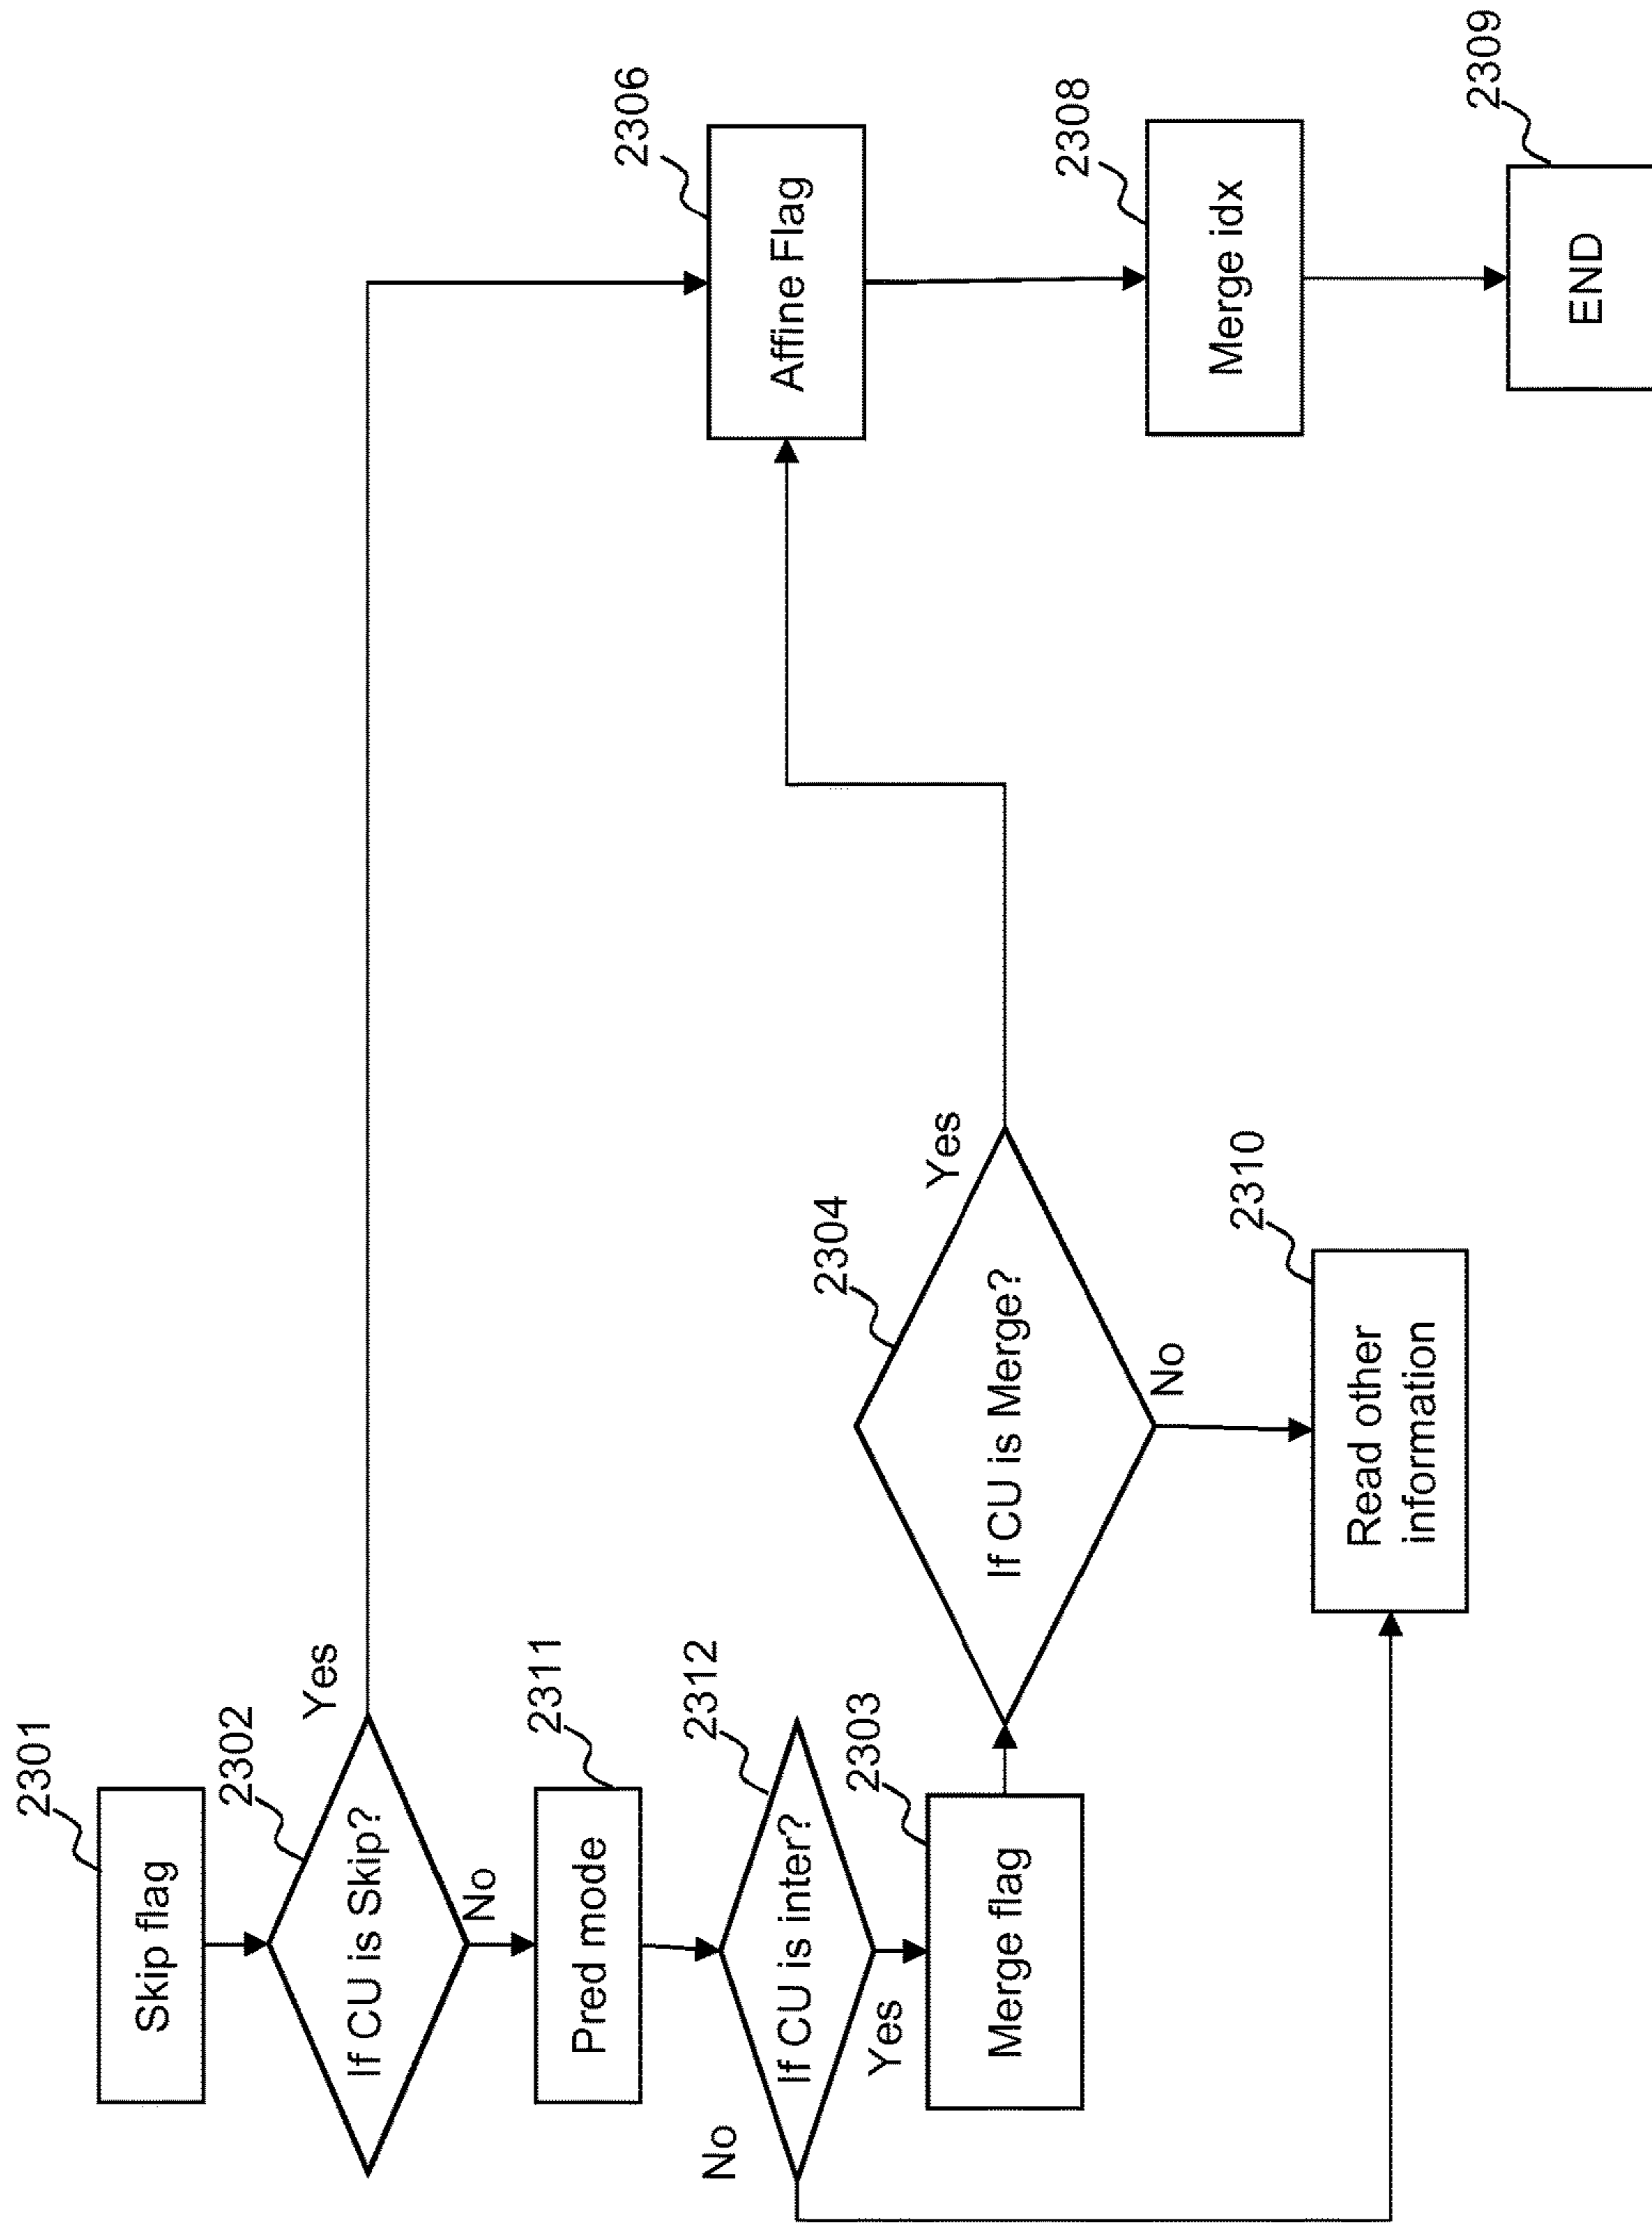 2301
Skip flag
2302
If CU is Skip?
Yes
No
2311
Pred mode
2312
If CU is inter?
No
Yes
2303
Merge flag
2304
If CU is Merge?
Yes
No
2310
Read other
information
2306
Affine Flag
2308
Merge idx
2309
END